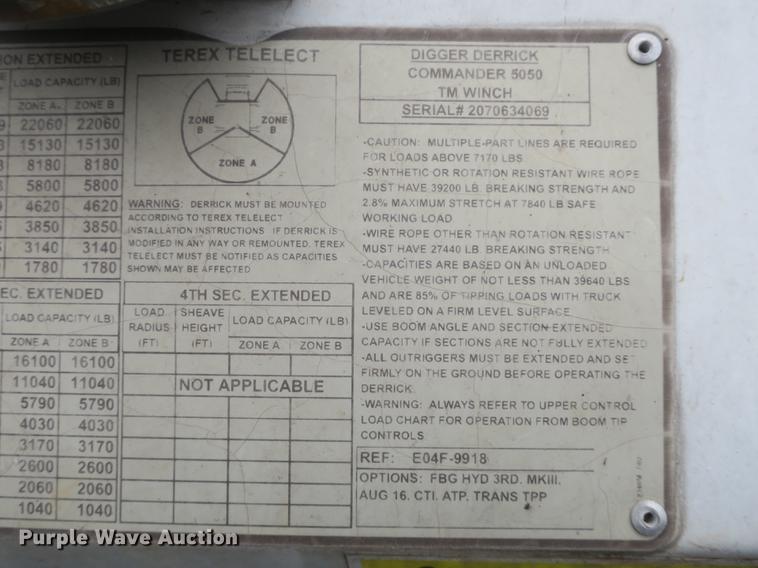 ION EXTENDED
LOAD CAPACITY (LB)
ZONE A ZONE B
22060 22060
15130 15130
8180 8180
5800 5800
4620 4620
3850 3850
3140 3140
1780 1780
TEREX TELELECT
ZONE B
ZONE B
ZONE A
WARNING: DERRICK MUST BE MOUNTED
ACCORDING TO TEREX TELELECT
INSTALLATION INSTRUCTIONS IF DERRICK IS
MODIFIED IN ANY WAY OR REMOUNTED, TEREX
TELELECT MUST BE NOTIFIED AS CAPACITIES
SHOWN MAY BE AFFECTED
EC. EXTENDED
LOAD CAPACITY (LB)
ZONE A ZONE B
16100 16100
11040 11040
5790 5790
4030 4030
3170 3170
2600 2600
2060 2060
1040 1040
4TH SEC. EXTENDED
LOAD RADIUS (FT) SHEAVE HEIGHT (FT) LOAD CAPACITY (LB)
ZONE A ZONE B
NOT APPLICABLE
DIGGER DERRICK
COMMANDER 5050
TM WINCH
SERIAL# 2070634069
-CAUTION: MULTIPLE-PART LINES ARE REQUIRED
FOR LOADS ABOVE 7170 LBS
-SYNTHETIC OR ROTATION RESISTANT WIRE ROPE
MUST HAVE 39200 LB. BREAKING STRENGTH AND
2.8% MAXIMUM STRETCH AT 7840 LB SAFE
WORKING LOAD
-WIRE ROPE OTHER THAN ROTATION RESISTANT
MUST HAVE 27440 LB. BREAKING STRENGTH
-CAPACITIES ARE BASED ON AN UNLOADED
VEHICLE WEIGHT OF NOT LESS THAN 39640 LBS
AND ARE 85% OF TIPPING LOADS WITH TRUCK
LEVELED ON A FIRM LEVEL SURFACE
-USE BOOM ANGLE AND SECTION EXTENDED
CAPACITY IF SECTIONS ARE NOT FULLY EXTENDED
-ALL OUTRIGGERS MUST BE EXTENDED AND SET
FIRMLY ON THE GROUND BEFORE OPERATING THE
DERRICK.
-WARNING: ALWAYS REFER TO UPPER CONTROL
LOAD CHART FOR OPERATION FROM BOOM TIP
CONTROLS
REF: E04F-9918
OPTIONS: FBG HYD 3RD. MKIII.
AUG 16. CTI. ATP. TRANS TPP
Purple Wave Auction